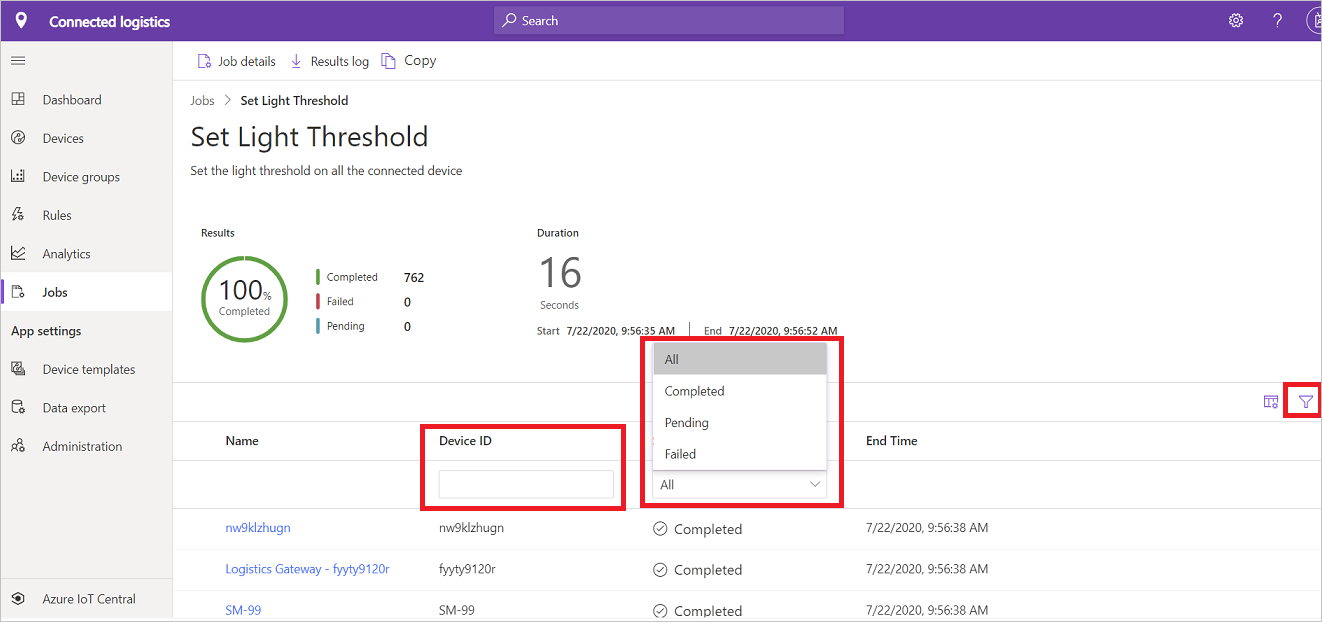 Connected logistics
Search
?
Job details
Results log
Copy
Dashboard
Devices
Device groups
Rules
Analytics
Jobs
App settings
Device templates
Data export
Administration
Azure IoT Central
Jobs > Set Light Threshold
Set Light Threshold
Set the light threshold on all the connected device
Results
100%
Completed
Completed 762
Failed 0
Pending 0
Duration
16
Seconds
Start 7/22/2020, 9:56:35 AM | End 7/22/2020, 9:56:52 AM
All
Completed
Pending
Failed
Name Device ID End Time
All
nw9klzhugn nw9klzhugn Completed 7/22/2020, 9:56:38 AM
Logistics Gateway - fyyty9120r fyyty9120r Completed 7/22/2020, 9:56:38 AM
SM-99 SM-99 Completed 7/22/2020, 9:56:38 AM